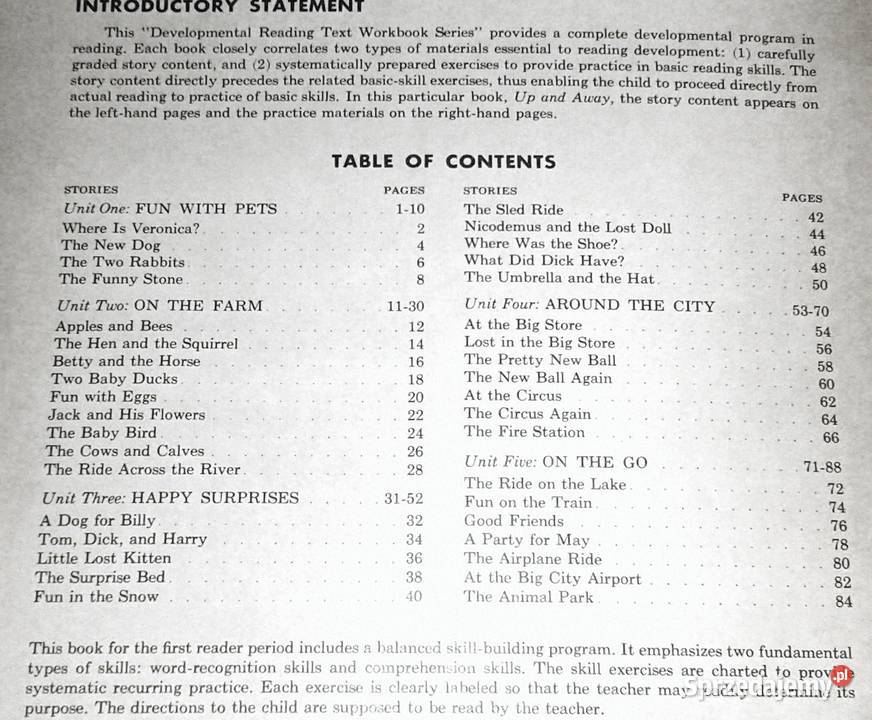 INTRODUCTORY STATEMENT
This "Developmental Reading Text Workbook Series" provides a complete developmental program in
reading. Each book closely correlates two types of materials essential to reading development: (1) carefully
graded story content, and (2) systematically prepared exercises to provide practice in basic reading skills. The
story content directly precedes the related basic-skill exercises, thus enabling the child to proceed directly from
actual reading to practice of basic skills. In this particular book, Up and Away, the story content appears on
the left-hand pages and the practice materials on the right-hand pages.
TABLE OF CONTENTS
STORIES PAGES
Unit One: FUN WITH PETS 1-10
Where Is Veronica? 2
The New Dog 4
The Two Rabbits 6
The Funny Stone 8
Unit Two: ON THE FARM 11-30
Apples and Bees 12
The Hen and the Squirrel 14
Betty and the Horse 16
Two Baby Ducks 18
Fun with Eggs 20
Jack and His Flowers 22
The Baby Bird 24
The Cows and Calves 26
The Ride Across the River 28
Unit Three: HAPPY SURPRISES 31-52
A Dog for Billy 32
Tom, Dick, and Harry 34
Little Lost Kitten 36
The Surprise Bed 38
Fun in the Snow 40
STORIES PAGES
The Sled Ride 42
Nicodemus and the Lost Doll 44
Where Was the Shoe? 46
What Did Dick Have? 48
The Umbrella and the Hat 50
Unit Four: AROUND THE CITY 53-70
At the Big Store 54
Lost in the Big Store 56
The Pretty New Ball 58
The New Ball Again 60
At the Circus 62
The Circus Again 64
The Fire Station 66
Unit Five: ON THE GO 71-88
The Ride on the Lake 72
Fun on the Train 74
Good Friends 76
A Party for May 78
The Airplane Ride 80
At the Big City Airport 82
The Animal Park 84
This book for the first reader period includes a balanced skill-building program. It emphasizes two fundamental
types of skills: word-recognition skills and comprehension skills. The skill exercises are charted to provide
systematic recurring practice. Each exercise is clearly labeled so that the teacher may easily determine its
purpose. The directions to the child are supposed to be read by the teacher.
Sprzedajemy.pl